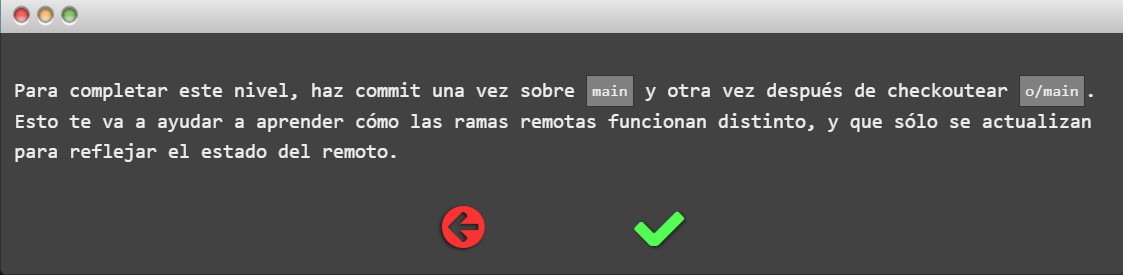 Para completar este nivel, haz commit una vez sobre main y otra vez después de checkoutear o/main.
Esto te va a ayudar a aprender cómo las ramas remotas funcionan distinto, y que sólo se actualizan
para reflejar el estado del remoto.